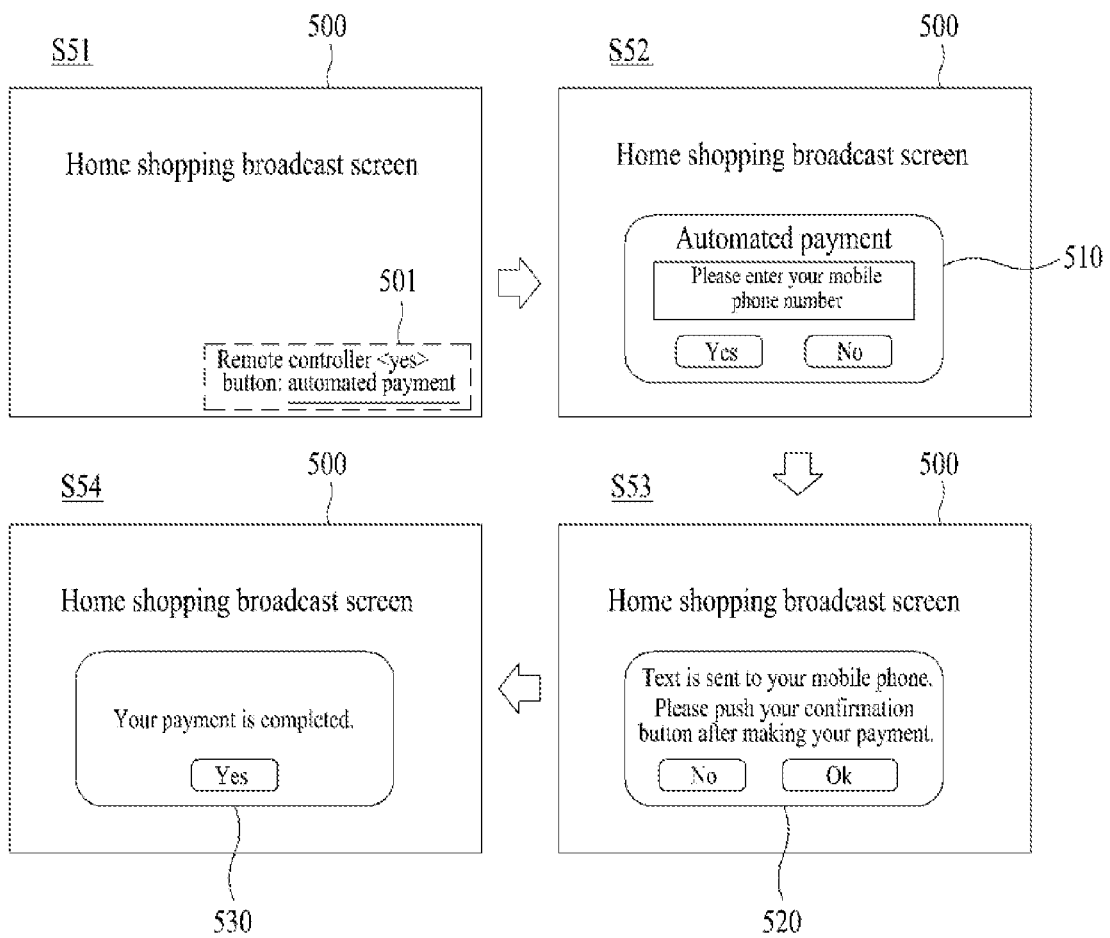 S51
500
Home shopping broadcast screen
501
Remote controller <yes>
button: automated payment
S52
500
Home shopping broadcast screen
Automated payment
Please enter your mobile
phone number
Yes
No
510
S53
500
Home shopping broadcast screen
Text is sent to your mobile phone.
Please push your confirmation
button after making your payment.
No
Ok
520
S54
500
Home shopping broadcast screen
Your payment is completed.
Yes
530